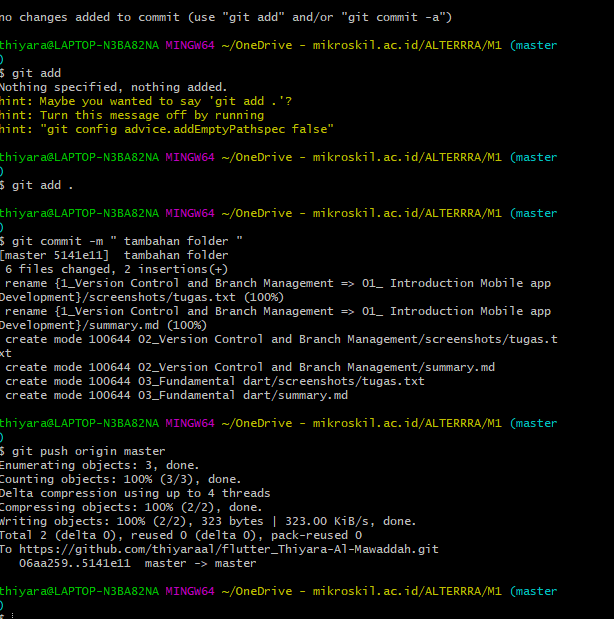 no changes added to commit (use "git add" and/or "git commit -a")
thiyara@LAPTOP-N3BA82NA MINGW64 ~/OneDrive - mikroskil.ac.id/ALTERRRA/M1 (master
)
$ git add
Nothing specified, nothing added.
hint: Maybe you wanted to say 'git add .'?
hint: Turn this message off by running
hint: "git config advice.addEmptyPathspec false"
thiyara@LAPTOP-N3BA82NA MINGW64 ~/OneDrive - mikroskil.ac.id/ALTERRRA/M1 (master
)
$ git add .
thiyara@LAPTOP-N3BA82NA MINGW64 ~/OneDrive - mikroskil.ac.id/ALTERRRA/M1 (master
)
$ git commit -m " tambahan folder "
[master 5141e11]  tambahan folder
 6 files changed, 2 insertions(+)
 rename {1_Version Control and Branch Management => 01_ Introduction Mobile app
Development}/screenshots/tugas.txt (100%)
 rename {1_Version Control and Branch Management => 01_ Introduction Mobile app
Development}/summary.md (100%)
 create mode 100644 02_Version Control and Branch Management/screenshots/tugas.t
xt
 create mode 100644 02_Version Control and Branch Management/summary.md
 create mode 100644 03_Fundamental dart/screenshots/tugas.txt
 create mode 100644 03_Fundamental dart/summary.md
thiyara@LAPTOP-N3BA82NA MINGW64 ~/OneDrive - mikroskil.ac.id/ALTERRRA/M1 (master
)
$ git push origin master
Enumerating objects: 3, done.
Counting objects: 100% (3/3), done.
Delta compression using up to 4 threads
Compressing objects: 100% (2/2), done.
Writing objects: 100% (2/2), 323 bytes | 323.00 KiB/s, done.
Total 2 (delta 0), reused 0 (delta 0), pack-reused 0
To https://github.com/thiyaraal/flutter_Thiyara-Al-Mawaddah.git
   06aa259..5141e11  master -> master
thiyara@LAPTOP-N3BA82NA MINGW64 ~/OneDrive - mikroskil.ac.id/ALTERRRA/M1 (master
)
$